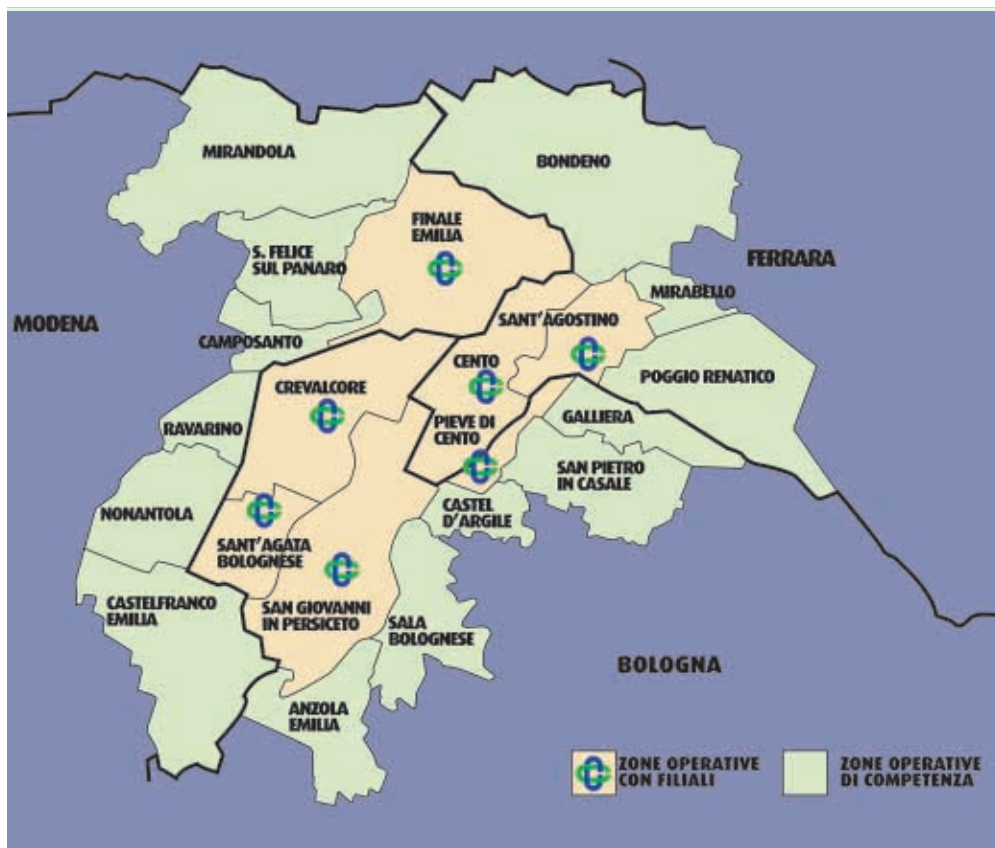 MIRANDOLA
BONDENO
FINALE
EMILIA
S. FELICE
SUL PANARO
FERRARA
MIRABELLO
MODENA
SANT'AGOSTINO
CAMPOSANTO
CENTO
POGGIO RENATICO
CREVALCORE
GALLIERA
RAVARINO
PIEVE DI
CENTO
SAN PIETRO
IN CASALE
NONANTOLA
CASTEL
D'ARGILE
SANT'AGATA
BOLOGNESE
CASTELFRANCO
EMILIA
SAN GIOVANNI
IN PERSICETO
SALA
BOLOGNESE
BOLOGNA
ANZOLA
EMILIA
ZONE OPERATIVE
CON FILIALI
ZONE OPERATIVE
DI COMPETENZA